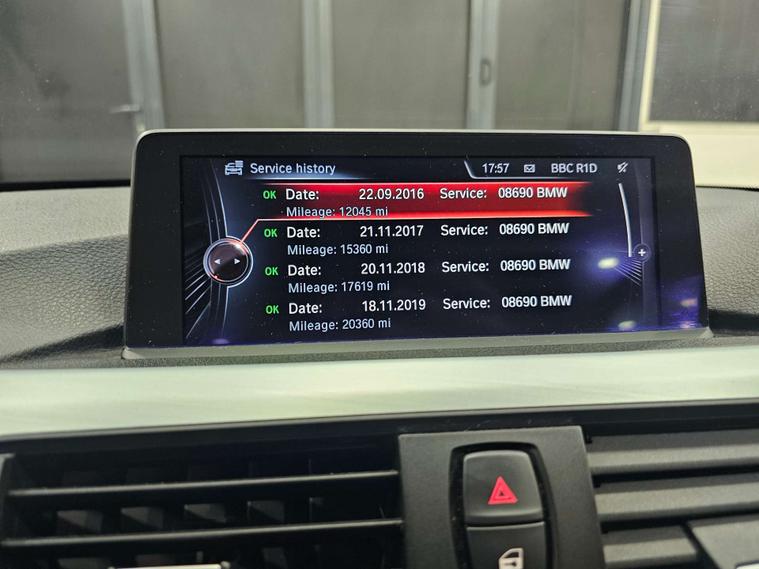 Service history 17:57 BBC R1D
OK Date: 22.09.2016 Service: 08690 BMW
Mileage: 12045 mi
OK Date: 21.11.2017 Service: 08690 BMW
Mileage: 15360 mi
OK Date: 20.11.2018 Service: 08690 BMW
Mileage: 17619 mi
OK Date: 18.11.2019 Service: 08690 BMW
Mileage: 20360 mi